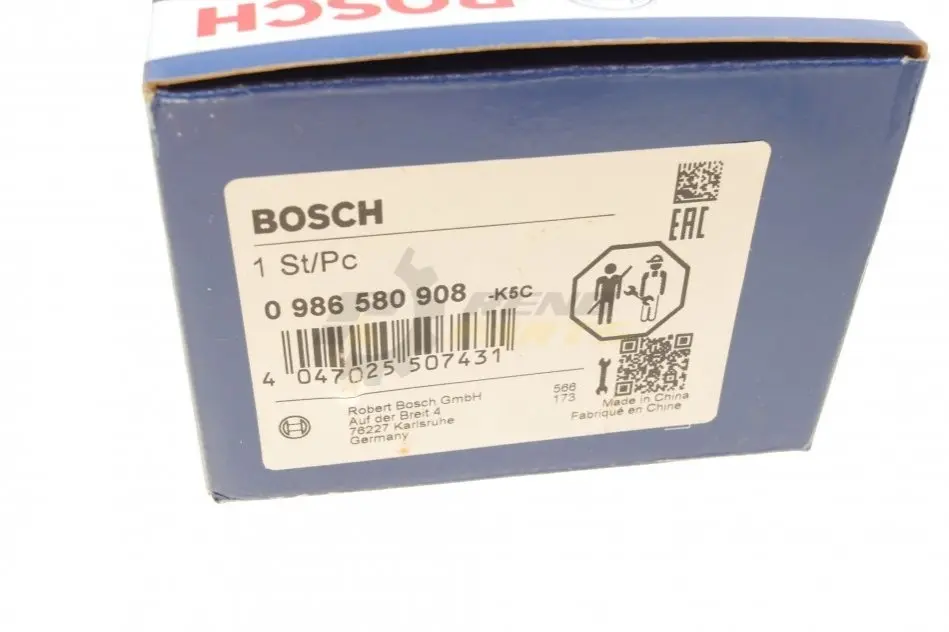 BOSCH
BOSCH
EAC
1 St/Pc
0 986 580 908 -K5C
4 047025 507431
Robert Bosch GmbH
Auf der Breit 4
76227 Karlsruhe
Germany
566
173
Made in China
Fabriqué en Chine